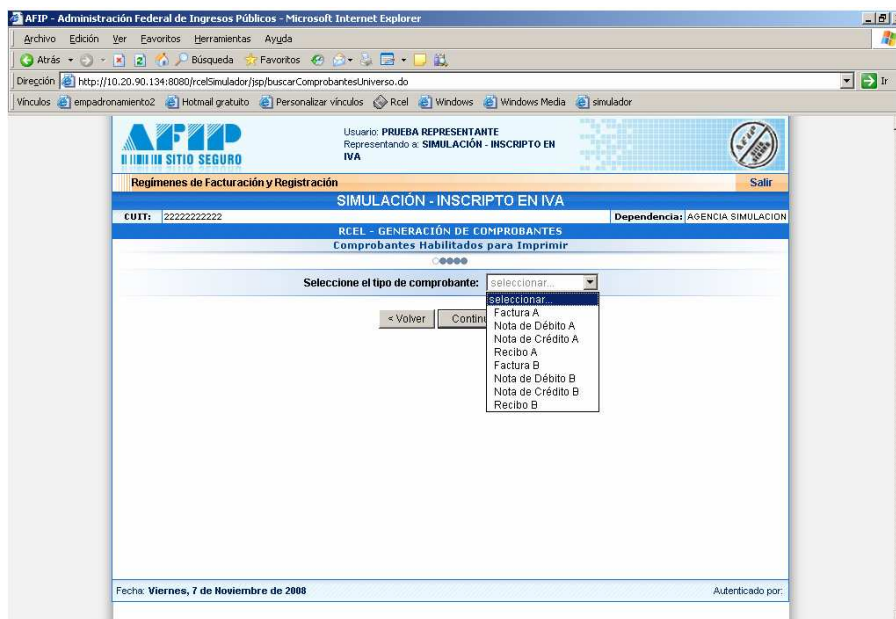 AFIP - Administración Federal de Ingresos Públicos - Microsoft Internet Explorer
Archivo Edición Ver Favoritos Herramientas Ayuda
Atrás Búsqueda Favoritos
Dirección http://10.20.90.134:8080/rcelSimulador/jsp/buscarComprobantesUniverso.do Ir
Vínculos empadronamiento2 Hotmail gratuito Personalizar vínculos Rcel Windows Windows Media simulador
AFIP
SITIO SEGURO
Usuario: PRUEBA REPRESENTANTE
Representando a: SIMULACIÓN - INSCRIPTO EN
IVA
Regímenes de Facturación y Registración Salir
SIMULACIÓN - INSCRIPTO EN IVA
CUIT: 22222222222 Dependencia: AGENCIA SIMULACION
RCEL - GENERACIÓN DE COMPROBANTES
Comprobantes Habilitados para Imprimir
Seleccione el tipo de comprobante: seleccionar...
seleccionar...
Factura A
< Volver Continu
Nota de Débito A
Nota de Crédito A
Recibo A
Factura B
Nota de Débito B
Nota de Crédito B
Recibo B
Fecha: Viernes, 7 de Noviembre de 2008 Autenticado por: